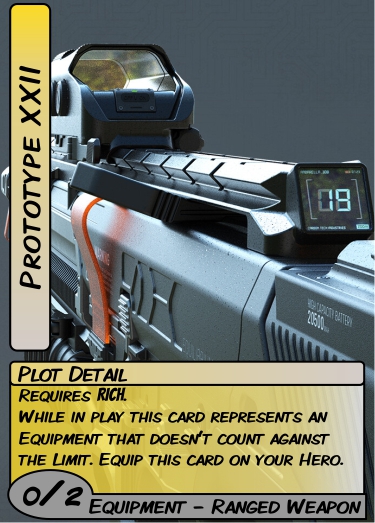 PROTOTYPE XXII
19
HIGH CAPACITY BATTERY
20500
PLOT DETAIL
REQUIRES RICH.
WHILE IN PLAY THIS CARD REPRESENTS AN
EQUIPMENT THAT DOESN'T COUNT AGAINST
THE LIMIT. EQUIP THIS CARD ON YOUR HERO.
0/2
EQUIPMENT – RANGED WEAPON